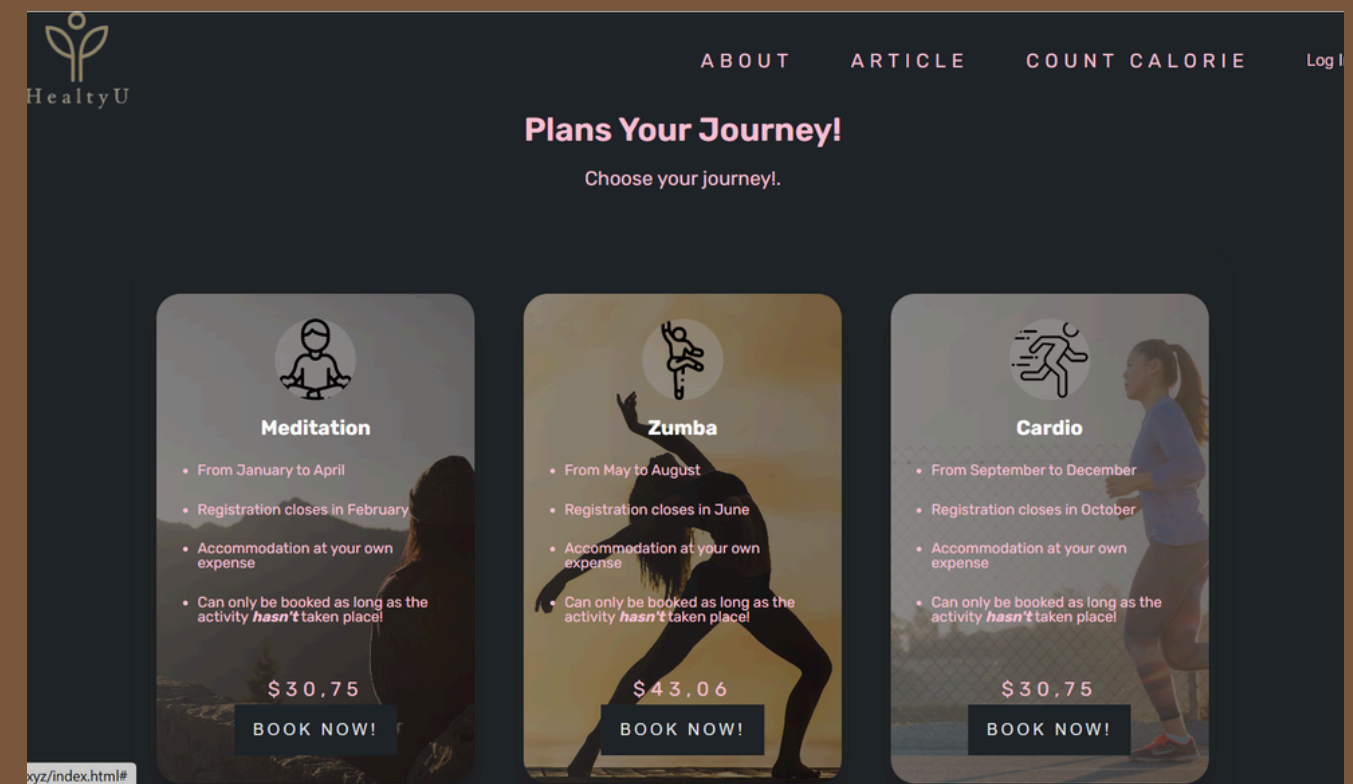 HealtyU
ABOUT ARTICLE COUNT CALORIE Log I
Plans Your Journey!
Choose your journey!.
Meditation
• From January to April
• Registration closes in February
• Accommodation at your own
expense
• Can only be booked as long as the
activity hasn't taken place!
$30,75
BOOK NOW!
Zumba
• From May to August
• Registration closes in June
• Accommodation at your own
expense
• Can only be booked as long as the
activity hasn't taken place!
$43,06
BOOK NOW!
Cardio
• From September to December
• Registration closes in October
• Accommodation at your own
expense
• Can only be booked as long as the
activity hasn't taken place!
$30,75
BOOK NOW!
xyz/index.html#